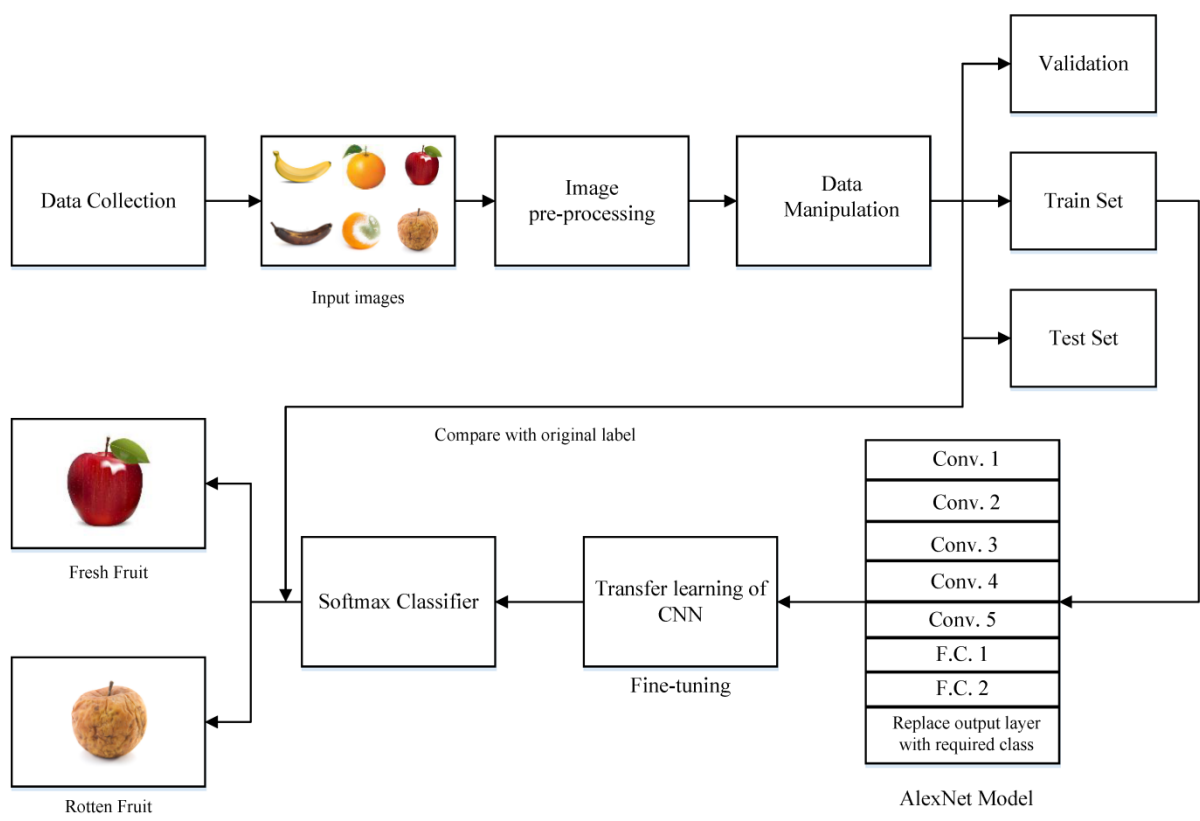 Validation
Data Collection
Image
pre-processing
Data
Manipulation
Train Set
Input images
Test Set
Compare with original label
Conv. 1
Conv. 2
Conv. 3
Conv. 4
Conv. 5
F.C. 1
F.C. 2
Replace output layer
with required class
AlexNet Model
Transfer learning of
CNN
Fine-tuning
Softmax Classifier
Fresh Fruit
Rotten Fruit